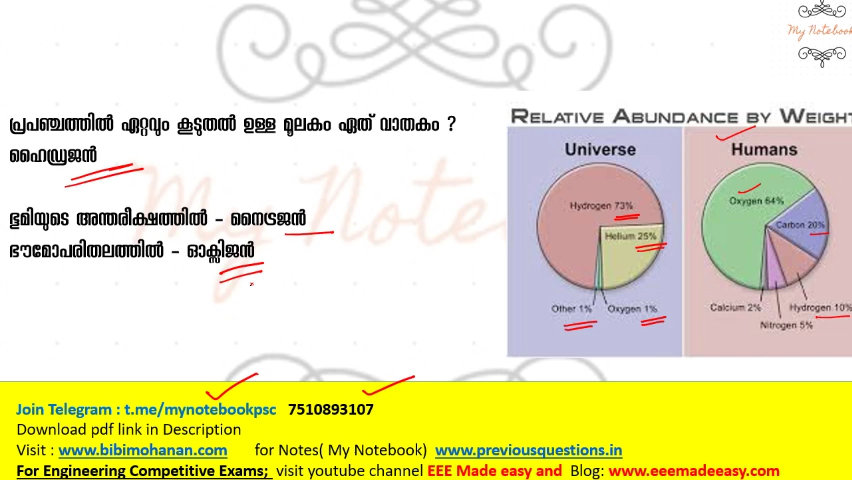 My Notebook
പ്രപഞ്ചത്തിൽ ഏറ്റവും കൂടുതൽ ഉള്ള മൂലകം ഏത് വാതകം ?
ഹൈഡ്രജൻ
ഭൂമിയുടെ അന്തരീക്ഷത്തിൽ - നൈട്രജൻ
ഭൗമോപരിതലത്തിൽ - ഓക്സിജൻ
My Note
RELATIVE ABUNDANCE BY WEIGHT
Universe
Hydrogen 73%
Helium 25%
Other 1%
Oxygen 1%
Humans
Oxygen 64%
Carbon 20%
Calcium 2%
Hydrogen 10%
Nitrogen 5%
Join Telegram : t.me/mynotebookpsc 7510893107
Download pdf link in Description
Visit : www.bibimohanan.com for Notes( My Notebook) www.previousquestions.in
For Engineering Competitive Exams; visit youtube channel EEE Made easy and Blog: www.eeemadeeasy.com